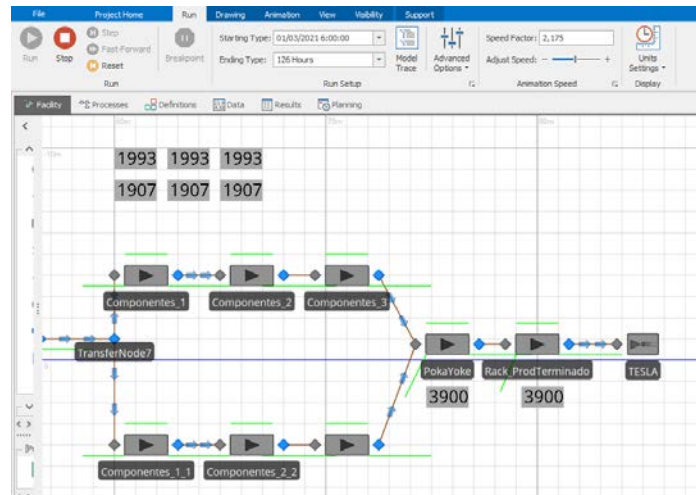 File Project Home Run Drawing Animation View Visibility Support
Run Stop Step Fast-Forward Reset Breakpoint
Starting Type: 01/03/2021 6:00:00
Ending Type: 126 Hours
Model Trace Advanced Options
Speed Factor: 2,175
Adjust Speed:
Units Settings
Run Run Setup Animation Speed Display
Facility Processes Definitions Data Results Planning
1993 1993 1993
1907 1907 1907
Componentes_1 Componentes_2 Componentes_3
TransferNode7 PokaYoke Rack_ProdTerminado TESLA
3900 3900
Componentes_1_1 Componentes_2_2